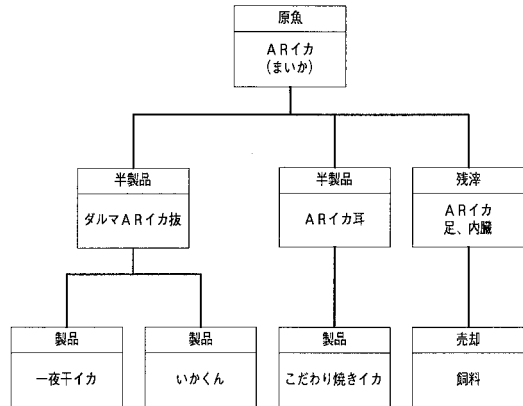 原魚
ARイカ
(まいか)
半製品
ダルマARイカ抜
半製品
ARイカ耳
残滓
ARイカ
足、内臓
製品
一夜干イカ
製品
いかくん
製品
こだわり焼きイカ
売却
飼料